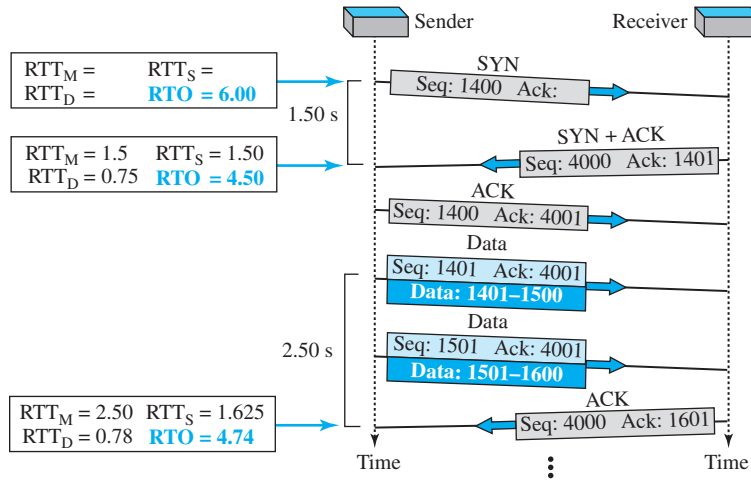 Sender
Receiver
RTT_M =    RTT_S =
RTT_D =    RTO = 6.00
SYN
Seq: 1400    Ack:
1.50 s
SYN + ACK
Seq: 4000    Ack: 1401
RTT_M = 1.5    RTT_S = 1.50
RTT_D = 0.75    RTO = 4.50
ACK
Seq: 1400    Ack: 4001
Data
Seq: 1401    Ack: 4001
Data: 1401–1500
2.50 s
Data
Seq: 1501    Ack: 4001
Data: 1501–1600
ACK
Seq: 4000    Ack: 1601
RTT_M = 2.50    RTT_S = 1.625
RTT_D = 0.78    RTO = 4.74
Time
Time